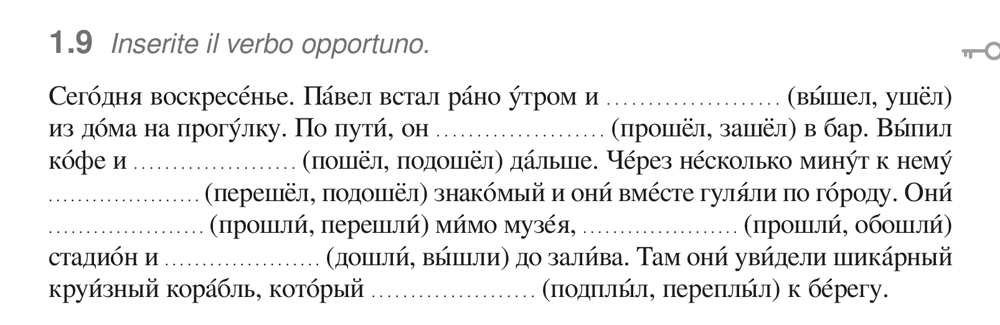 1.9 Inserite il verbo opportuno.
Сего́дня воскресе́нье. Па́вел встал ра́но у́тром и ..................... (вы́шел, ушёл)
из до́ма на прогу́лку. По пути́, он ..................... (прошёл, зашёл) в бар. Вы́пил
ко́фе и ..................... (пошёл, подошёл) да́льше. Че́рез не́сколько мину́т к нему́
..................... (перешёл, подошёл) знако́мый и они́ вме́сте гуля́ли по го́роду. Они́
..................... (прошли́, перешли́) ми́мо музе́я, ..................... (прошли́, обошли́)
стадио́н и ..................... (дошли́, вы́шли) до зали́ва. Там они́ уви́дели шика́рный
круи́зный кора́бль, кото́рый ..................... (подплы́л, переплы́л) к бе́регу.